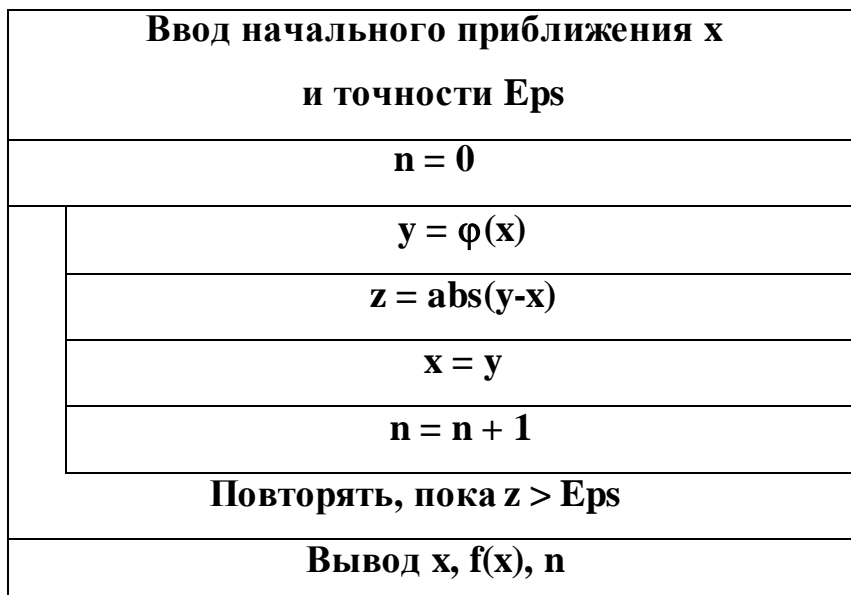 Ввод начального приближения x
и точности Eps
n = 0
y = φ(x)
z = abs(y-x)
x = y
n = n + 1
Повторять, пока z > Eps
Вывод x, f(x), n